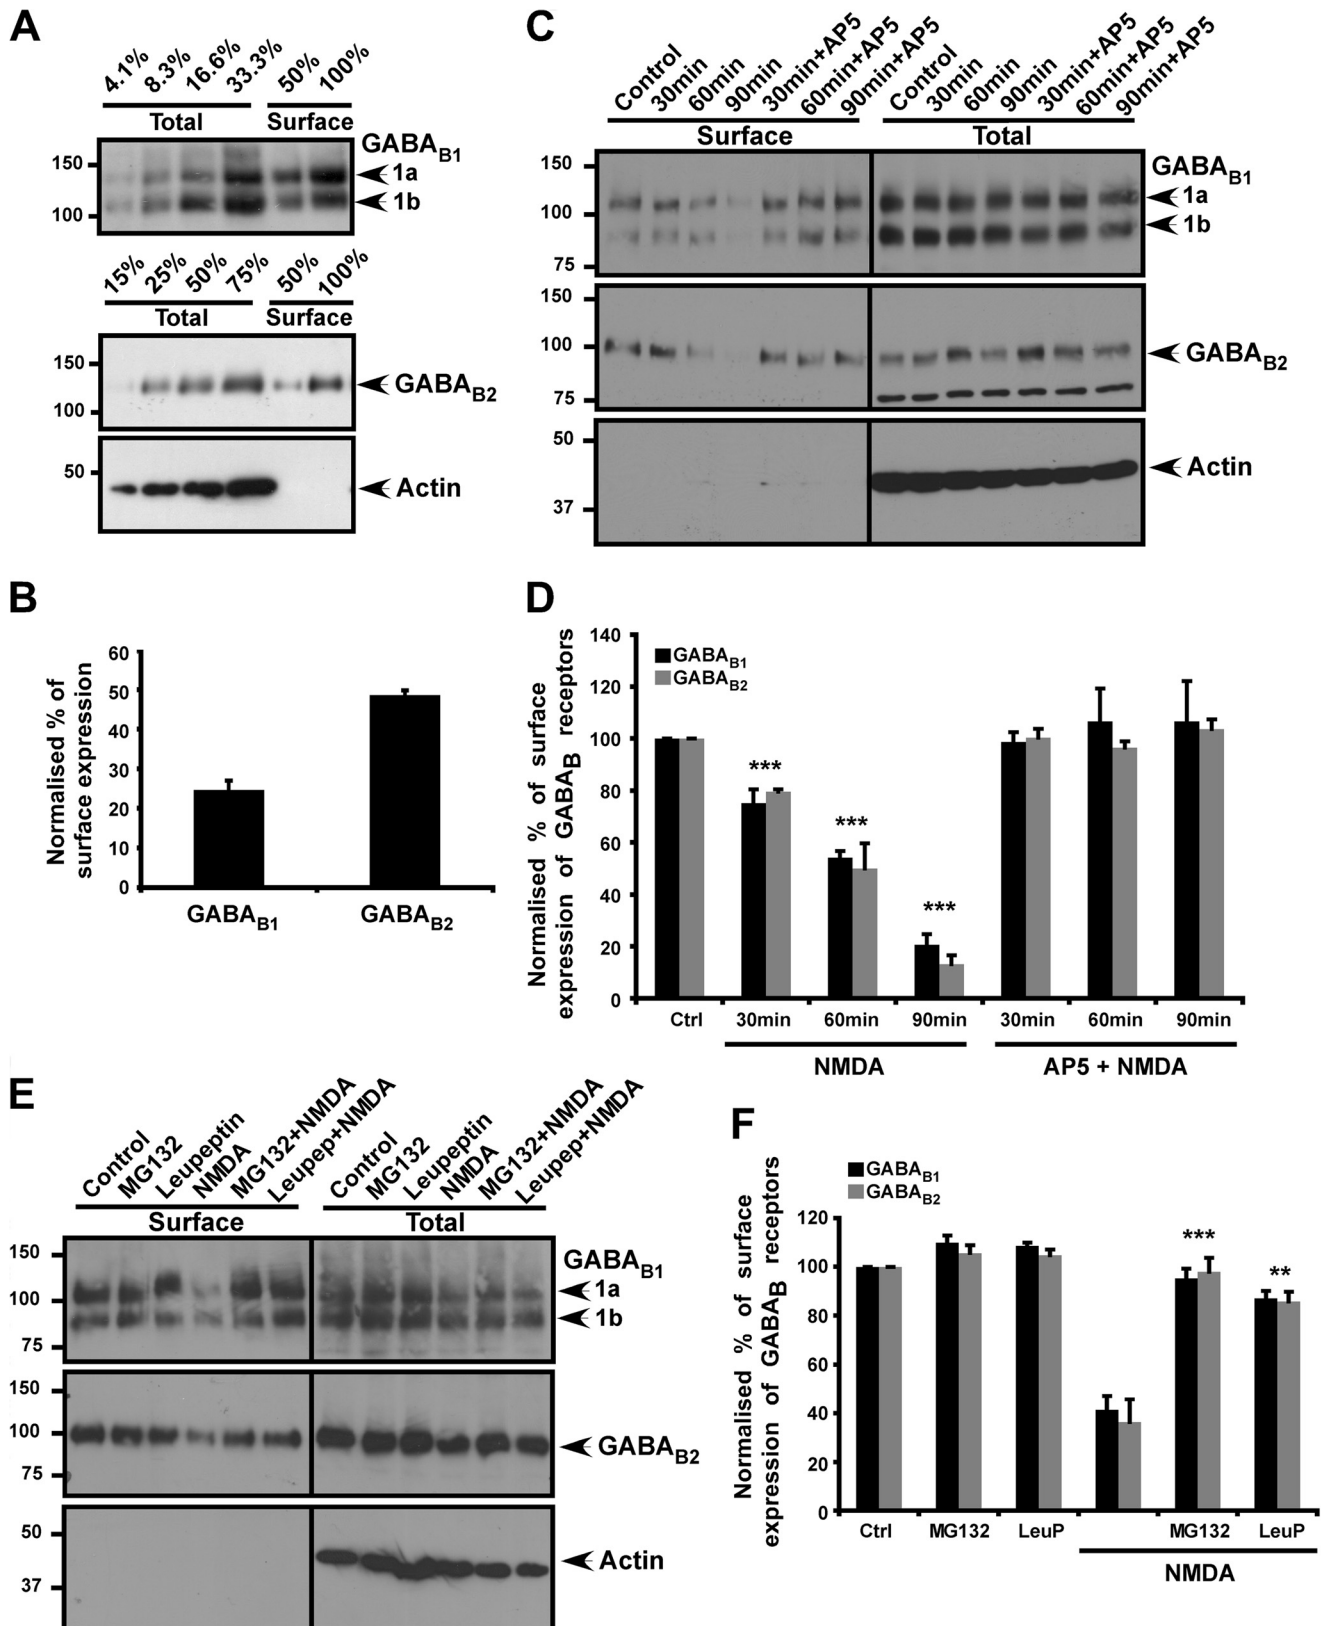 A
4.1% 8.3% 16.6% 33.3% 50% 100%
Total Surface
GABAB1
150
1a
1b
100
15% 25% 50% 75% 50% 100%
Total Surface
150
GABAB2
100
50
Actin
B
Normalised % of
surface expression
60
50
40
30
20
10
0
GABAB1 GABAB2
C
Control 30min 60min 90min 30min+AP5 60min+AP5 90min+AP5 Control 30min 60min 90min 30min+AP5 60min+AP5 90min+AP5
Surface Total
150
GABAB1
1a
100
1b
75
150
100
GABAB2
75
50
Actin
37
D
Normalised % of surface
expression of GABAB receptors
GABAB1
GABAB2
140
120
100
80
60
40
20
0
***
***
***
Ctrl 30min 60min 90min 30min 60min 90min
NMDA AP5 + NMDA
E
Control MG132 Leupeptin NMDA MG132+NMDA Leupep+NMDA Control MG132 Leupeptin NMDA MG132+NMDA Leupep+NMDA
Surface Total
150
GABAB1
1a
100
1b
75
150
100
GABAB2
75
50
Actin
37
F
Normalised % of surface
expression of GABAB receptors
GABAB1
GABAB2
120
100
80
60
40
20
0
***
**
Ctrl MG132 LeuP MG132 LeuP
NMDA